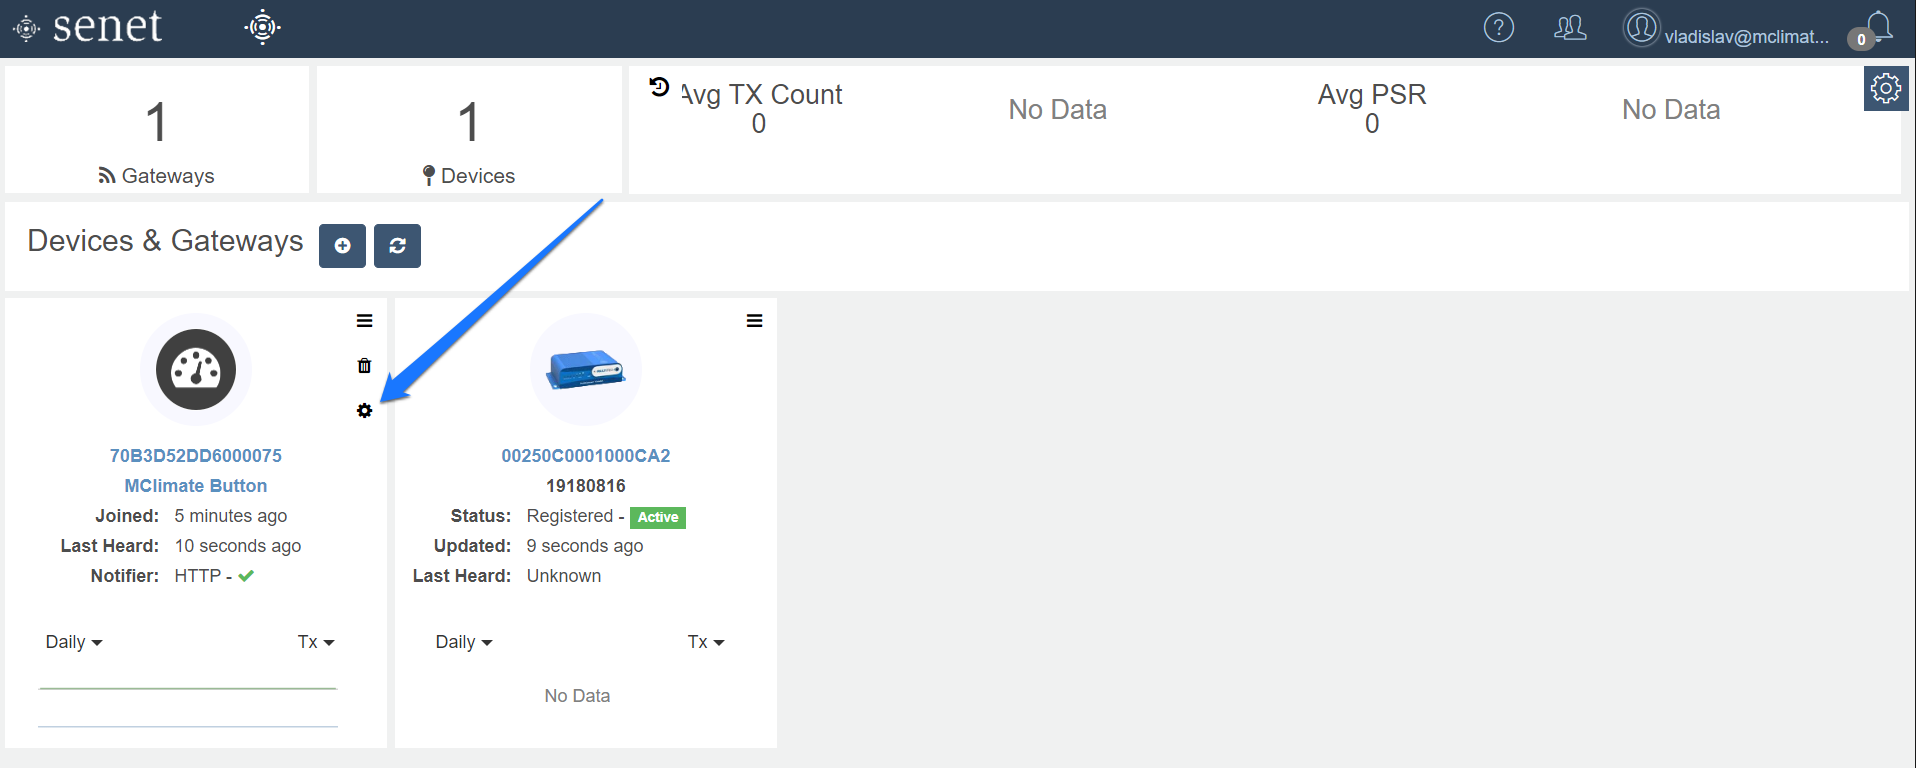 senet
?
vladislav@mclimat...
0
1
Gateways
1
Devices
Avg TX Count
0
No Data
Avg PSR
0
No Data
Devices & Gateways
70B3D52DD6000075
MClimate Button
Joined: 5 minutes ago
Last Heard: 10 seconds ago
Notifier: HTTP -
Daily Tx
00250C0001000CA2
19180816
Status: Registered - Active
Updated: 9 seconds ago
Last Heard: Unknown
Daily Tx
No Data